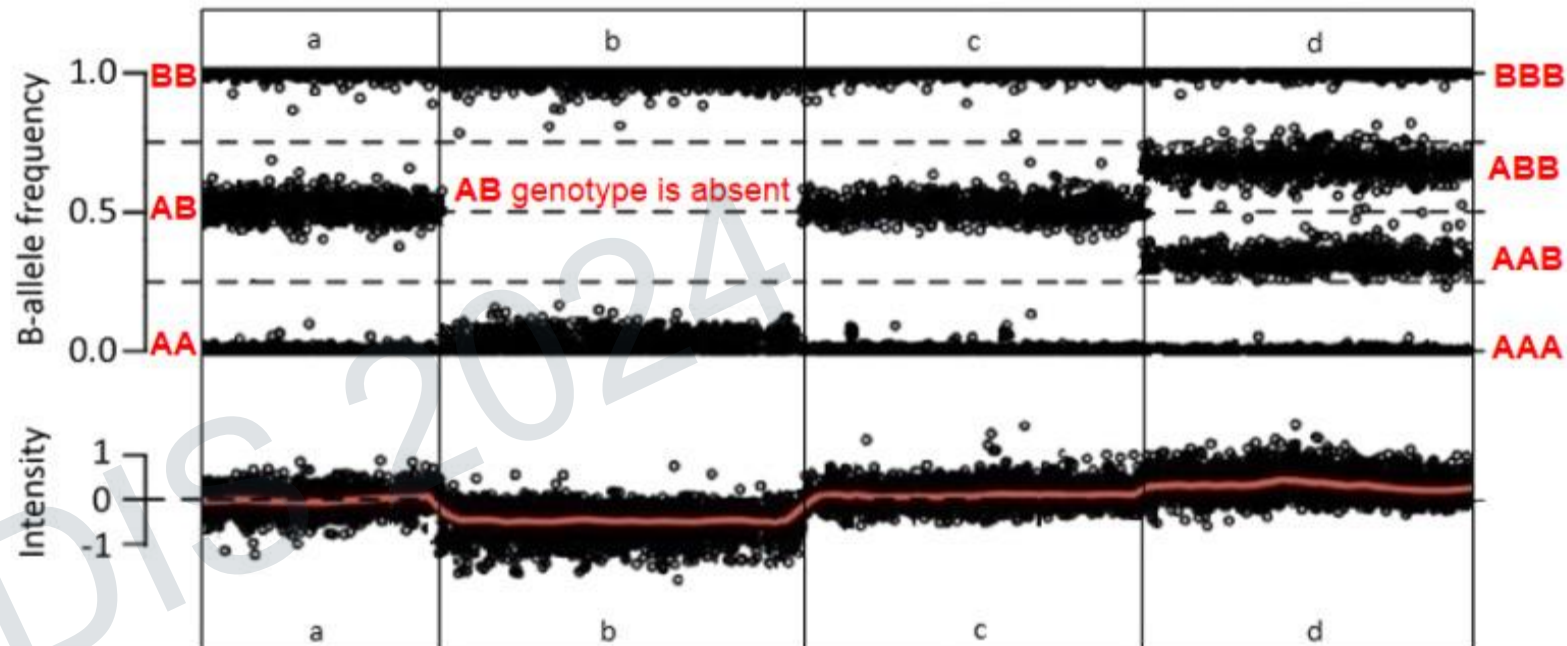 a b c d
B-allele frequency
1.0 BB BBB
ABB
AB genotype is absent
0.5 AB
AAB
0.0 AA AAA
Intensity
1
0
-1
a b c d
DIS 2024